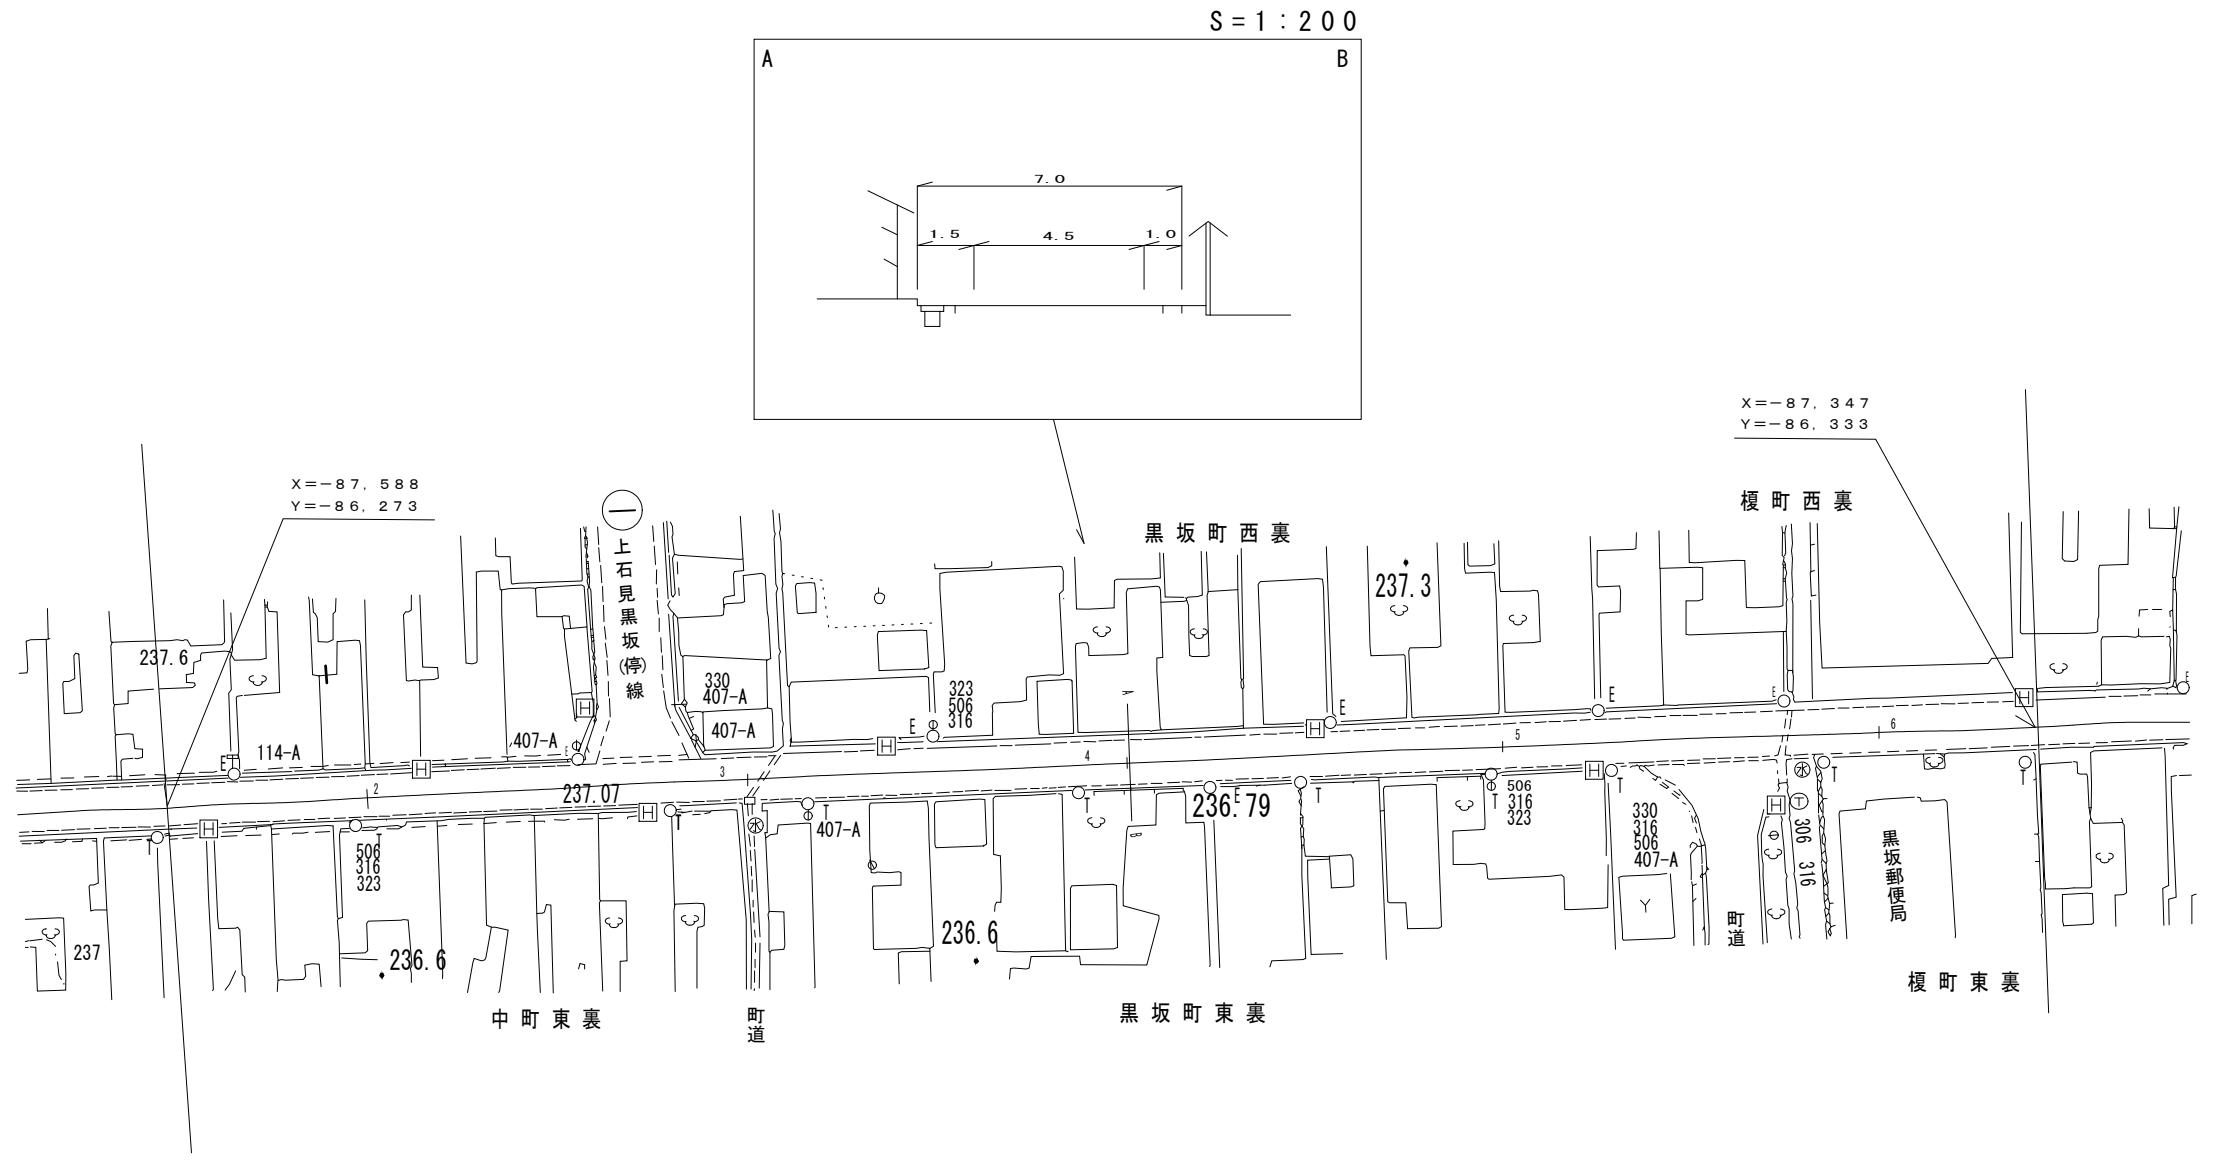 S=1:200
A
B
7.0
1.5
4.5
1.0
X=-87,347
Y=-86,333
X=-87,588
Y=-86,273
上石見黒坂(停)線
黒坂町西裏
榎町西裏
237.3
237.6
330
407-A
407-A
323
506
316
E
E
E
E
407-A
E
E
114-A
E
H
H
H
H
H
A
2
3
4
5
6
237.07
236.79
E
H
H
H
H
T
T
T
T
T
T
T
T
T
T
水
水
B
407-A
506
316
323
506
316
323
330
316
506
407-A
306
316
Y
黒坂郵便局
237
236.6
236.6
町道
町道
中町東裏
黒坂町東裏
榎町東裏